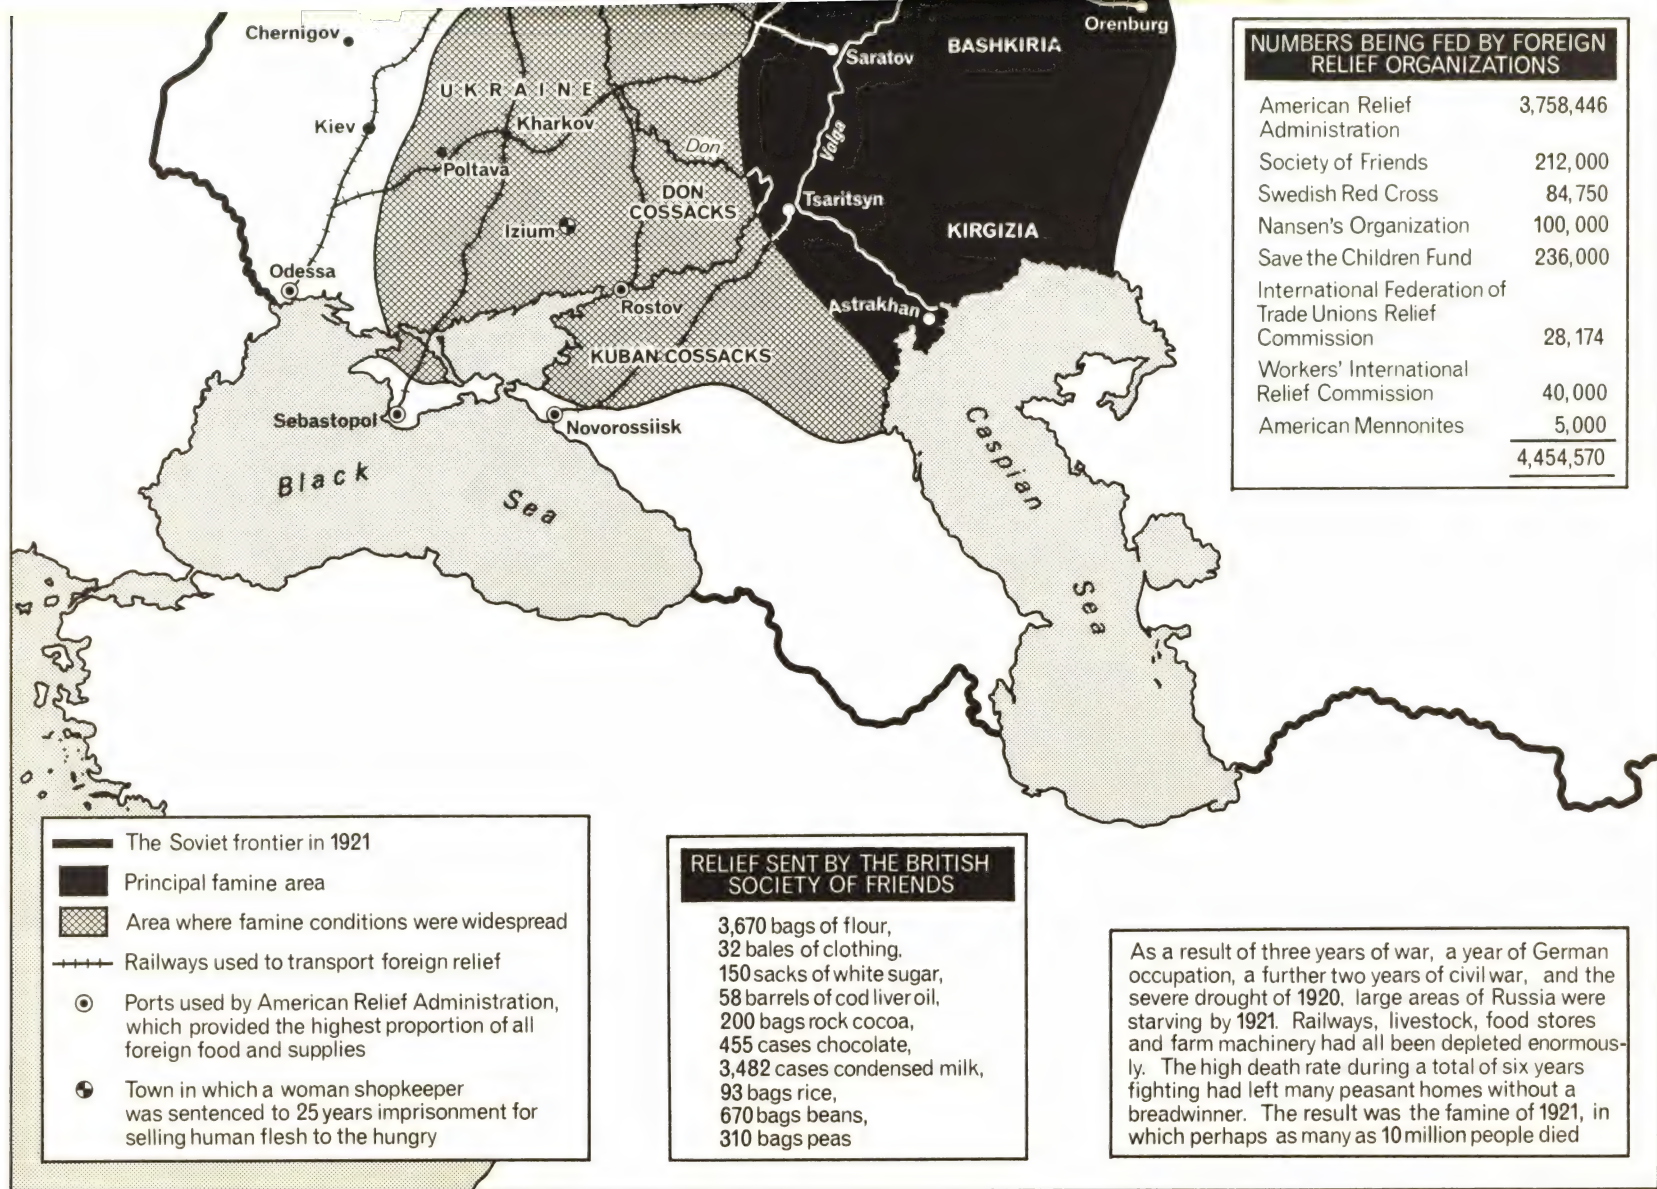 Chernigov
Orenburg
BASHKIRIA
Saratov
UKRAINE
Kiev
Kharkov
Volga
Don
Poltava
DON
COSSACKS
Tsaritsyn
Izium
KIRGIZIA
Odessa
Rostov
Astrakhan
KUBAN COSSACKS
Sebastopol
Novorossiisk
Black Sea
Caspian Sea
NUMBERS BEING FED BY FOREIGN
RELIEF ORGANIZATIONS
American Relief 3,758,446
Administration
Society of Friends 212,000
Swedish Red Cross 84,750
Nansen's Organization 100,000
Save the Children Fund 236,000
International Federation of
Trade Unions Relief
Commission 28,174
Workers' International
Relief Commission 40,000
American Mennonites 5,000
4,454,570
The Soviet frontier in 1921
Principal famine area
Area where famine conditions were widespread
Railways used to transport foreign relief
Ports used by American Relief Administration,
which provided the highest proportion of all
foreign food and supplies
Town in which a woman shopkeeper
was sentenced to 25 years imprisonment for
selling human flesh to the hungry
RELIEF SENT BY THE BRITISH
SOCIETY OF FRIENDS
3,670 bags of flour,
32 bales of clothing.
150 sacks of white sugar,
58 barrels of cod liver oil,
200 bags rock cocoa,
455 cases chocolate,
3,482 cases condensed milk,
93 bags rice,
670 bags beans,
310 bags peas
As a result of three years of war, a year of German
occupation, a further two years of civil war, and the
severe drought of 1920, large areas of Russia were
starving by 1921. Railways, livestock, food stores
and farm machinery had all been depleted enormous-
ly. The high death rate during a total of six years
fighting had left many peasant homes without a
breadwinner. The result was the famine of 1921, in
which perhaps as many as 10 million people died